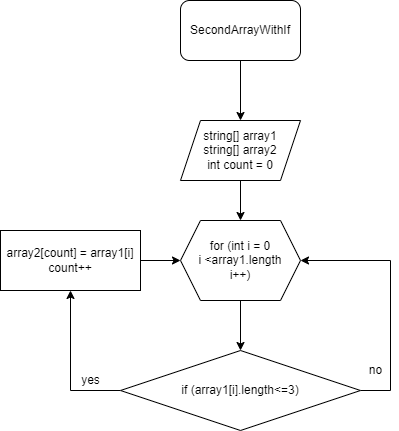 SecondArrayWithIf
string[] array1
string[] array2
int count = 0
for (int i = 0
i <array1.length
i++)
array2[count] = array1[i]
count++
yes
no
if (array1[i].length<=3)